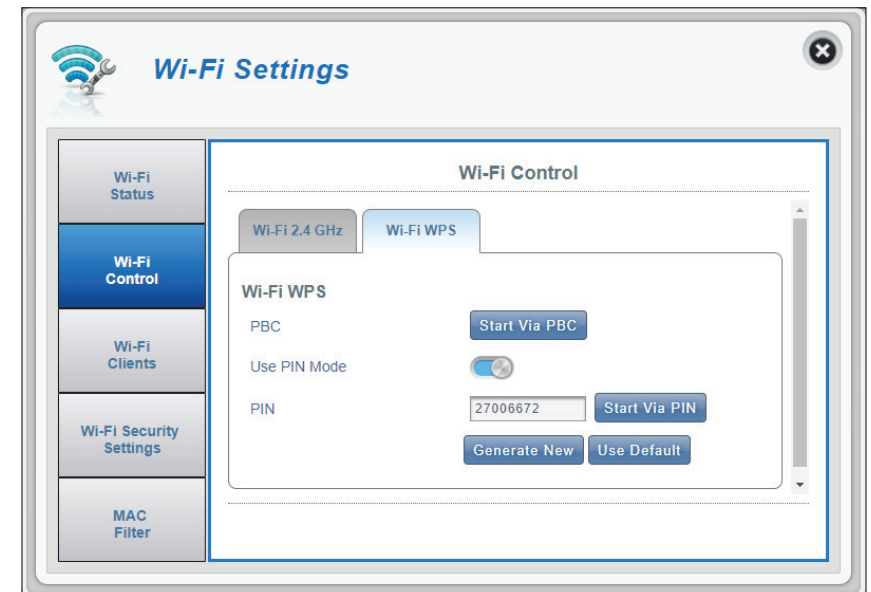 Wi-Fi Settings
Wi-Fi
Status
Wi-Fi
Control
Wi-Fi
Clients
Wi-Fi Security
Settings
MAC
Filter
Wi-Fi Control
Wi-Fi 2.4 GHz
Wi-Fi WPS
Wi-Fi WPS
PBC
Start Via PBC
Use PIN Mode
PIN
27006672
Start Via PIN
Generate New
Use Default